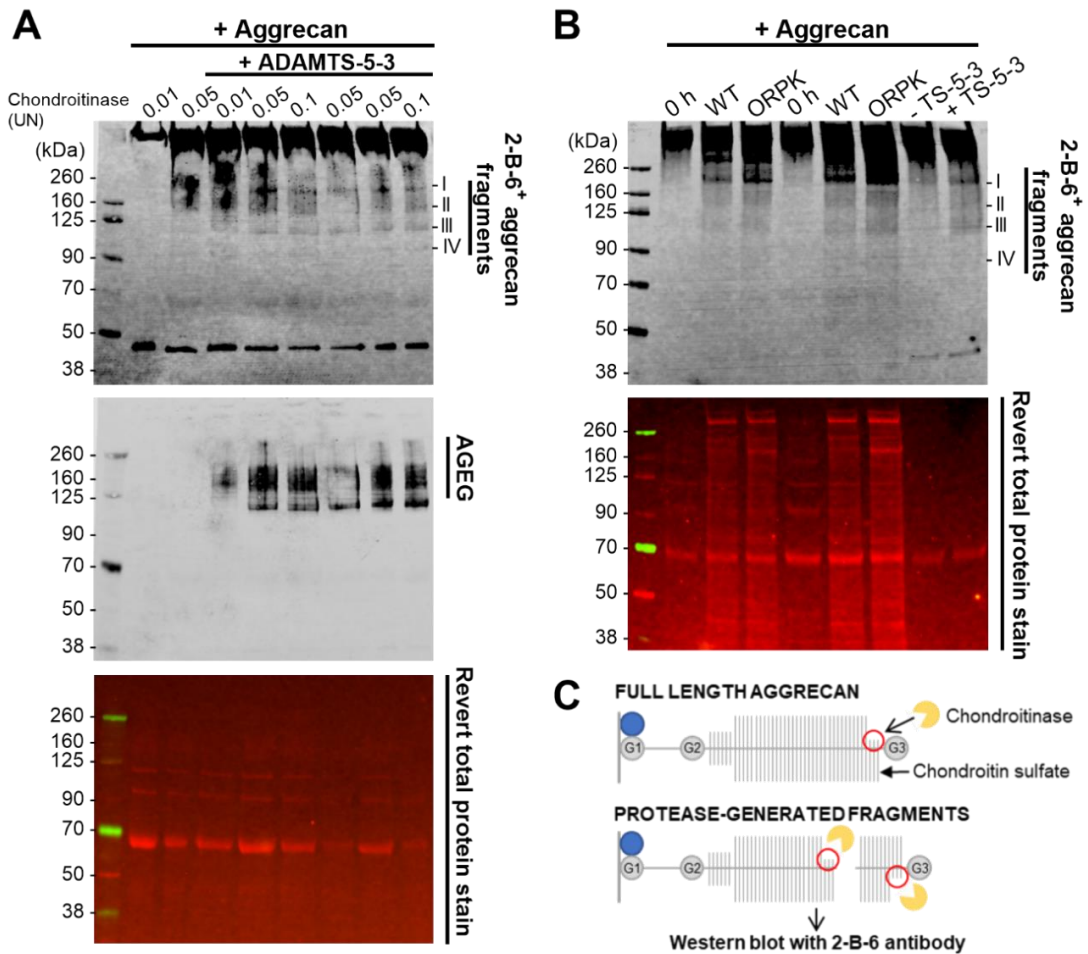 A
+ Aggrecan
+ ADAMTS-5-3
Chondroitinase
(UN)
0.01
0.05
0.01
0.05
0.1
0.05
0.05
0.1
(kDa)
260
160
125
90
70
50
38
I
II
III
IV
2-B-6+ aggrecan
fragments
260
160
125
90
70
50
38
AGEG
260
160
125
90
70
50
38
Revert total protein stain
B
+ Aggrecan
0 h
WT
ORPK
0 h
WT
ORPK
- TS-5-3
+ TS-5-3
(kDa)
260
160
125
90
70
50
38
I
II
III
IV
2-B-6+ aggrecan
fragments
260
160
125
90
70
50
38
Revert total protein stain
C
FULL LENGTH AGGRECAN
Chondroitinase
G1
G2
G3
Chondroitin sulfate
PROTEASE-GENERATED FRAGMENTS
G1
G2
G3
Western blot with 2-B-6 antibody